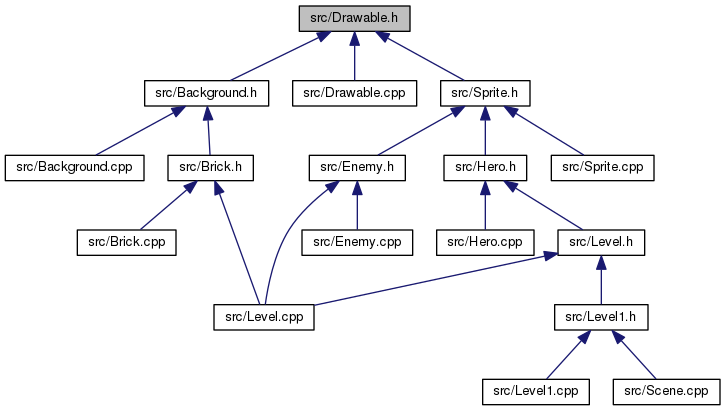 src/Drawable.h
src/Background.h
src/Drawable.cpp
src/Sprite.h
src/Background.cpp
src/Brick.h
src/Enemy.h
src/Hero.h
src/Sprite.cpp
src/Brick.cpp
src/Enemy.cpp
src/Hero.cpp
src/Level.h
src/Level.cpp
src/Level1.h
src/Level1.cpp
src/Scene.cpp